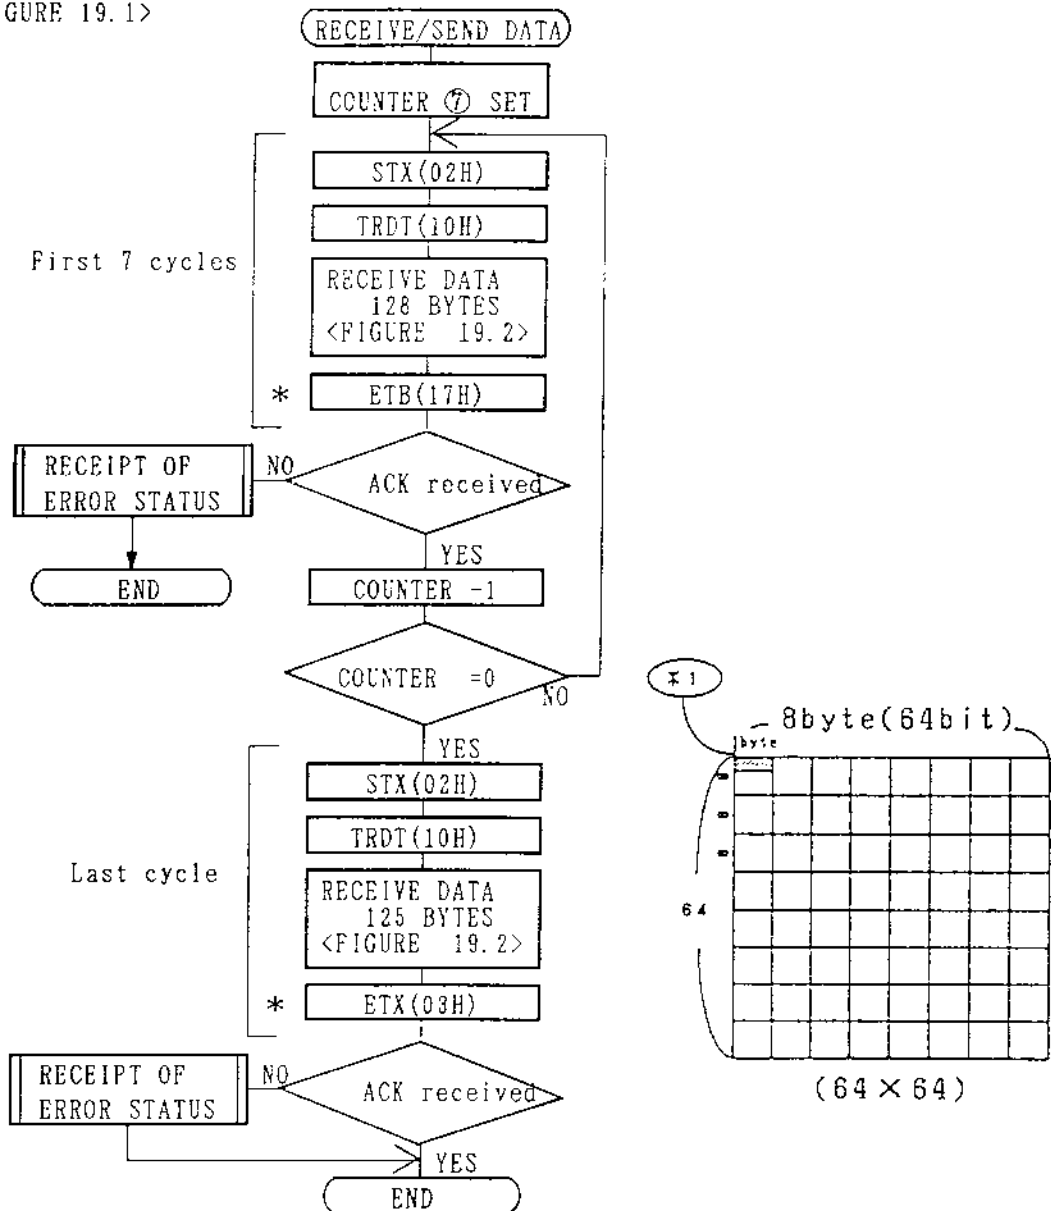 GURE 19.1>
RECEIVE/SEND DATA
COUNTER ⑦ SET
STX(02H)
TRDT(10H)
First 7 cycles
RECEIVE DATA
128 BYTES
<FIGURE 19.2>
* ETB(17H)
RECEIPT OF
ERROR STATUS
NO
ACK received
YES
END
COUNTER -1
COUNTER =0
NO
YES
STX(02H)
TRDT(10H)
Last cycle
RECEIVE DATA
125 BYTES
<FIGURE 19.2>
* ETX(03H)
RECEIPT OF
ERROR STATUS
NO
ACK received
YES
END
*1
8byte(64bit)
1byte
64
(64×64)